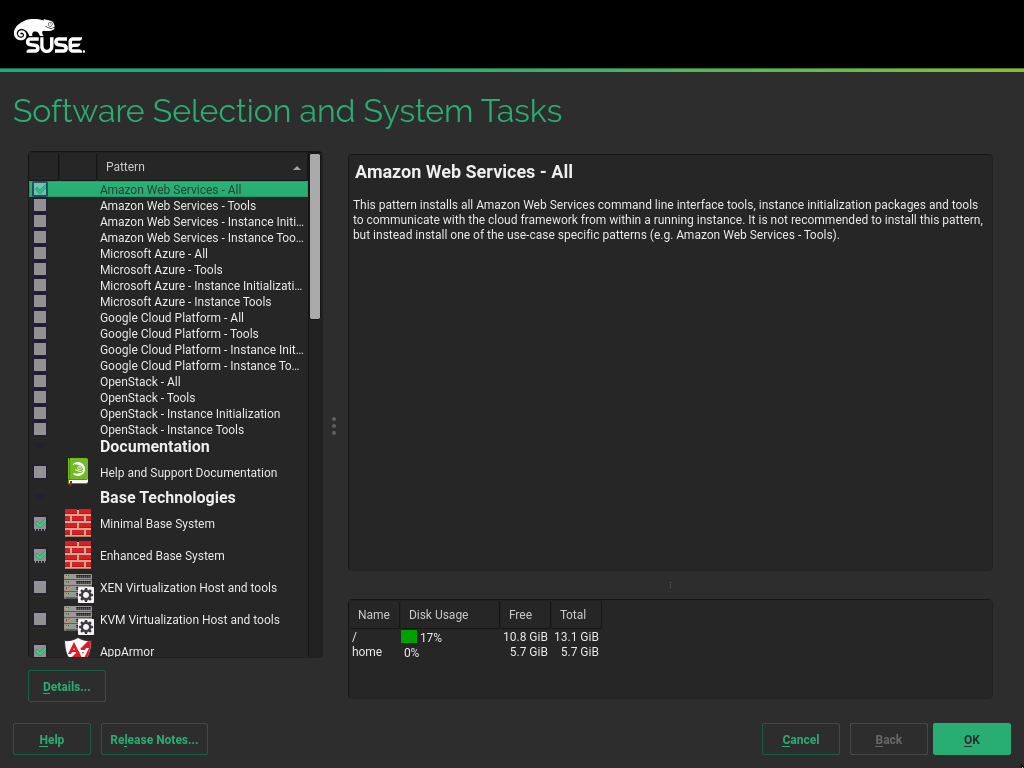 SUSE.
Software Selection and System Tasks
Pattern
Amazon Web Services - All
Amazon Web Services - Tools
Amazon Web Services - Instance Initi...
Amazon Web Services - Instance Too...
Microsoft Azure - All
Microsoft Azure - Tools
Microsoft Azure - Instance Initializati...
Microsoft Azure - Instance Tools
Google Cloud Platform - All
Google Cloud Platform - Tools
Google Cloud Platform - Instance Init...
Google Cloud Platform - Instance To...
OpenStack - All
OpenStack - Tools
OpenStack - Instance Initialization
OpenStack - Instance Tools
Documentation
Help and Support Documentation
Base Technologies
Minimal Base System
Enhanced Base System
XEN Virtualization Host and tools
KVM Virtualization Host and tools
AppArmor
Details...
Amazon Web Services - All
This pattern installs all Amazon Web Services command line interface tools, instance initialization packages and tools
to communicate with the cloud framework from within a running instance. It is not recommended to install this pattern,
but instead install one of the use-case specific patterns (e.g. Amazon Web Services - Tools).
Name Disk Usage Free Total
/ 17% 10.8 GiB 13.1 GiB
home 0% 5.7 GiB 5.7 GiB
Help Release Notes... Cancel Back OK